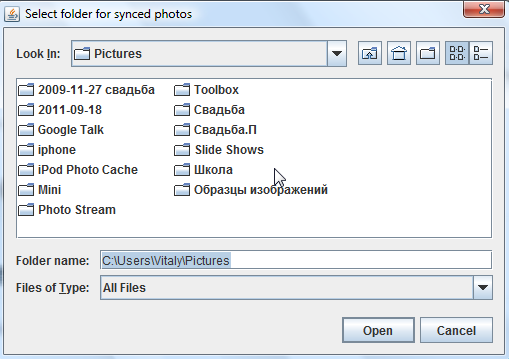 Select folder for synced photos
Look In: Pictures
2009-11-27 свадьба
2011-09-18
Google Talk
iphone
iPod Photo Cache
Mini
Photo Stream
Toolbox
Свадьба
Свадьба.П
Slide Shows
Школа
Образцы изображений
Folder name: C:\Users\Vitaly\Pictures
Files of Type: All Files
Open Cancel